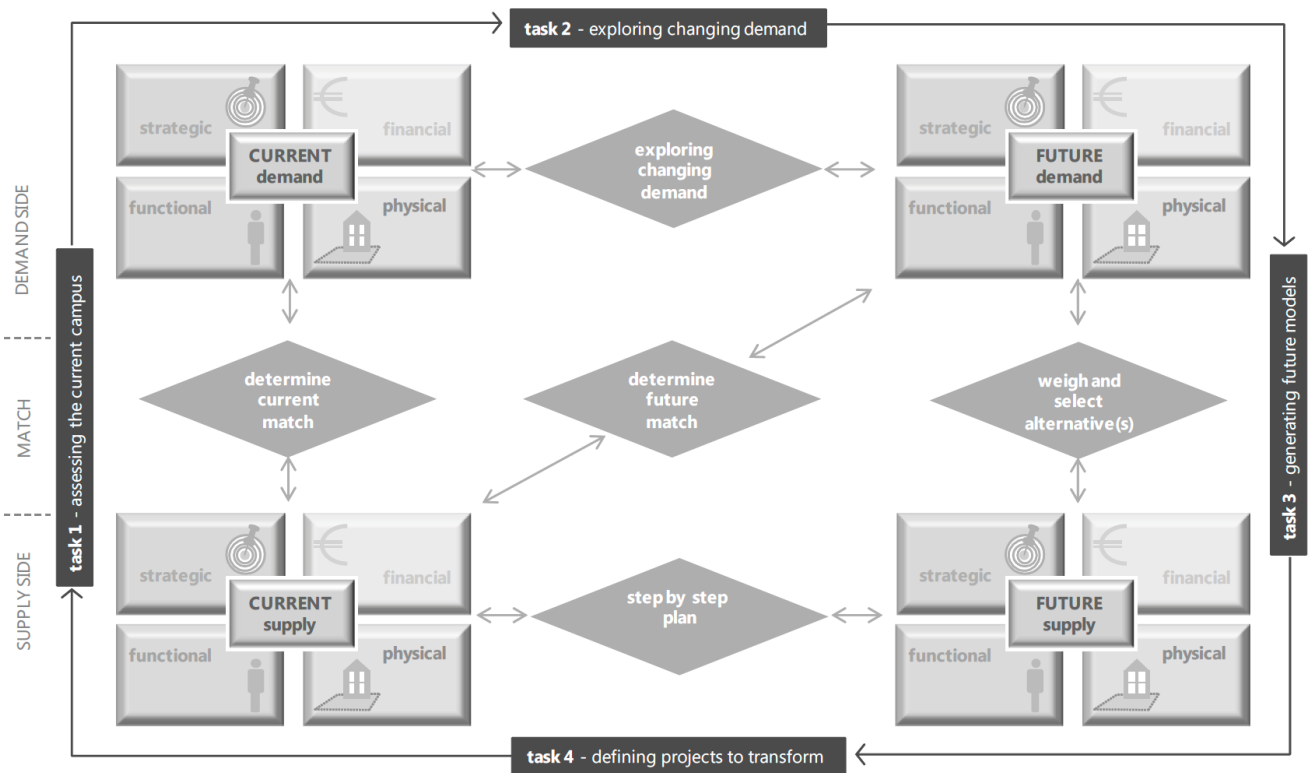 task 2 - exploring changing demand
strategic
financial
CURRENT
demand
functional
physical
exploring
changing
demand
strategic
financial
FUTURE
demand
functional
physical
DEMAND SIDE
MATCH
SUPPLY SIDE
task 1 - assessing the current campus
determine
current
match
determine
future
match
weigh and
select
alternative(s)
task 3 - generating future models
strategic
financial
CURRENT
supply
functional
physical
step by step
plan
strategic
financial
FUTURE
supply
functional
physical
task 4 - defining projects to transform